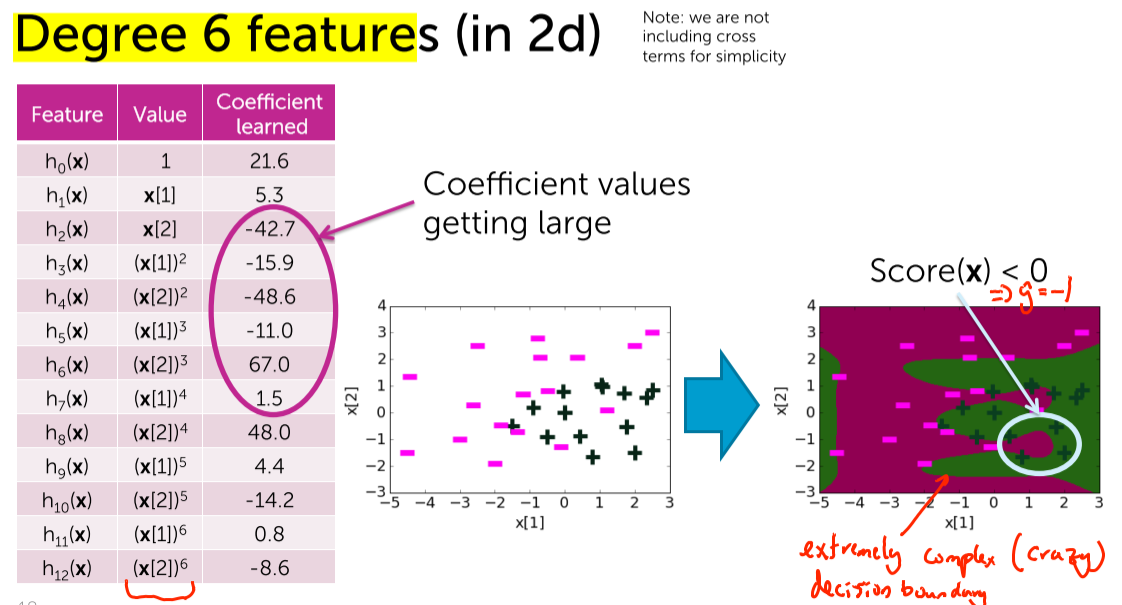 Degree 6 features (in 2d)
Note: we are not
including cross
terms for simplicity
Feature Value Coefficient learned
h₀(x) 1 21.6
h₁(x) x[1] 5.3
h₂(x) x[2] -42.7
h₃(x) (x[1])² -15.9
h₄(x) (x[2])² -48.6
h₅(x) (x[1])³ -11.0
h₆(x) (x[2])³ 67.0
h₇(x) (x[1])⁴ 1.5
h₈(x) (x[2])⁴ 48.0
h₉(x) (x[1])⁵ 4.4
h₁₀(x) (x[2])⁵ -14.2
h₁₁(x) (x[1])⁶ 0.8
h₁₂(x) (x[2])⁶ -8.6
Coefficient values
getting large
4
3
2
1
0
−1
−2
−3
x[2]
−5 −4 −3 −2 −1 0 1 2 3
x[1]
Score(x) < 0
⇒ ŷ = −1
4
3
2
1
0
−1
−2
−3
x[2]
−5 −4 −3 −2 −1 0 1 2 3
x[1]
extremely complex (crazy)
decision boundary